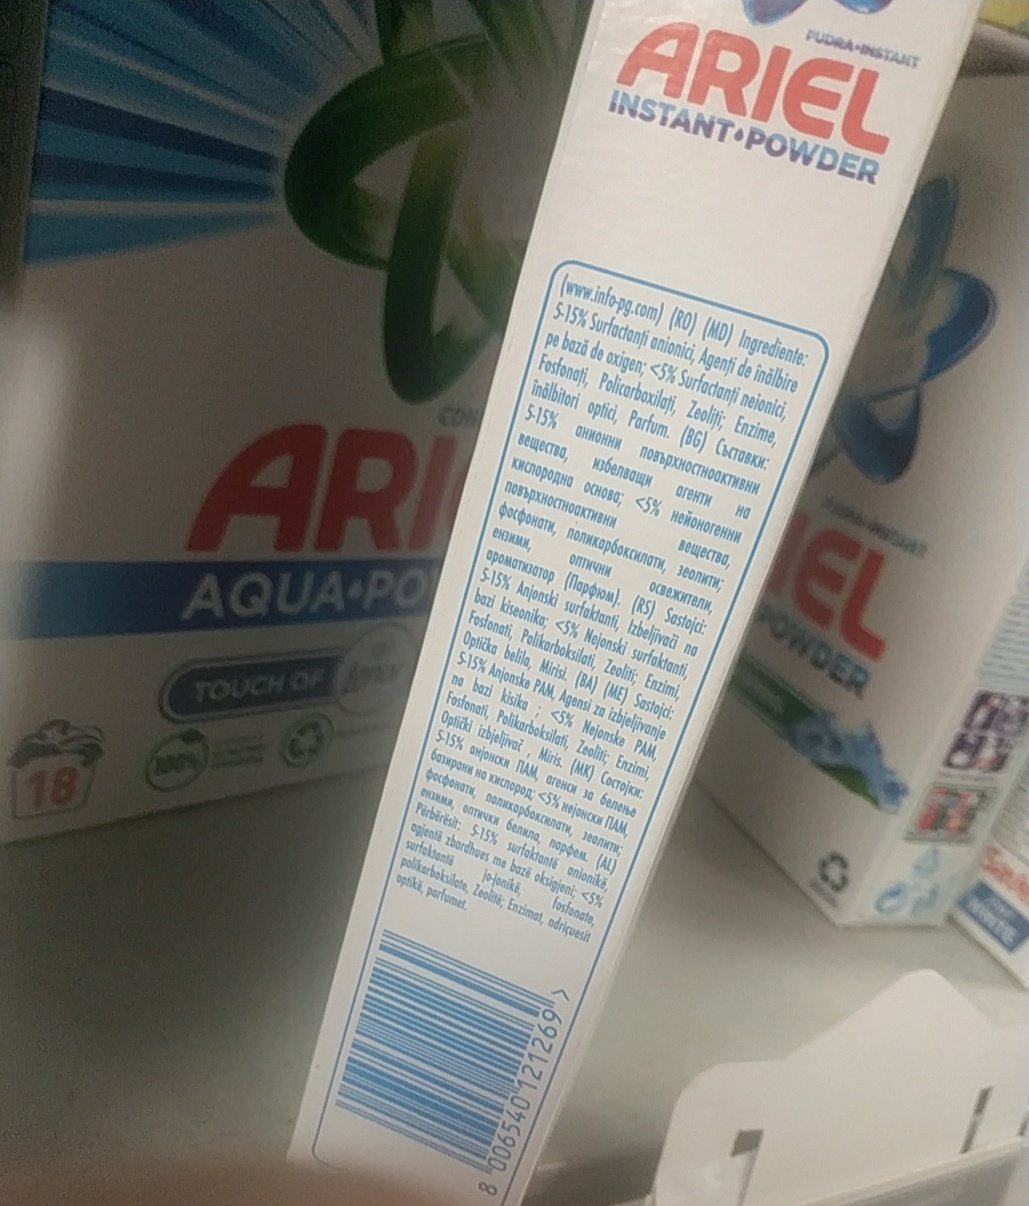 PUDRA•INSTANT
ARIEL
INSTANT•POWDER
(www.info-pg.com) (RO) (MD) Ingrediente:
5-15% Surfactanți anionici, Agenți de înălbire
pe bază de oxigen; <5% Surfactanți neionici,
Fosfonați, Policarboxilați, Zeoliți; Enzime,
înălbitori optici, Parfum. (BG) Съставки:
5-15% анионни повърхностноактивни
вещества, избелващи агенти на
кислородна основа; <5% нейоногенни
повърхностноактивни вещества,
фосфонати, поликарбоксилати, зеолити;
ензими, оптични освежители,
ароматизатор (Парфюм). (RS) Sastojci:
5-15% Anjonski surfaktanti, Izbeljivači na
bazi kiseonika; <5% Nejonski surfaktanti,
Fosfonati, Polikarboksilati, Zeoliti; Enzimi,
Optička belila, Mirisi. (BA) (ME) Sastojci:
5-15% Anjonske PAM, Agensi za izbjeljivanje
na bazi kisika ; <5% Nejonske PAM,
Fosfonati, Polikarboksilati, Zeoliti; Enzimi,
Optički izbjeljivač , Miris. (MK) Состојки:
5-15% анјонски ПАМ, агенси за белење
базирани на кислород; <5% нејонски ПАМ,
фосфонати, поликарбоксилати, зеолити;
ензими, оптички белила, парфем. (AL)
Përbërësit: 5-15% surfaktantë anionikë,
agjentë zbardhues me bazë oksigjeni; <5%
surfaktantë jo-jonikë, fosfonate,
polikarboksilate, Zeolitë; Enzimat, ndriçuesit
optikë, parfumet.
8 006540 121269 >
ARI
AQUA•PO
TOUCH OF
18
100%
IEL
POWDER